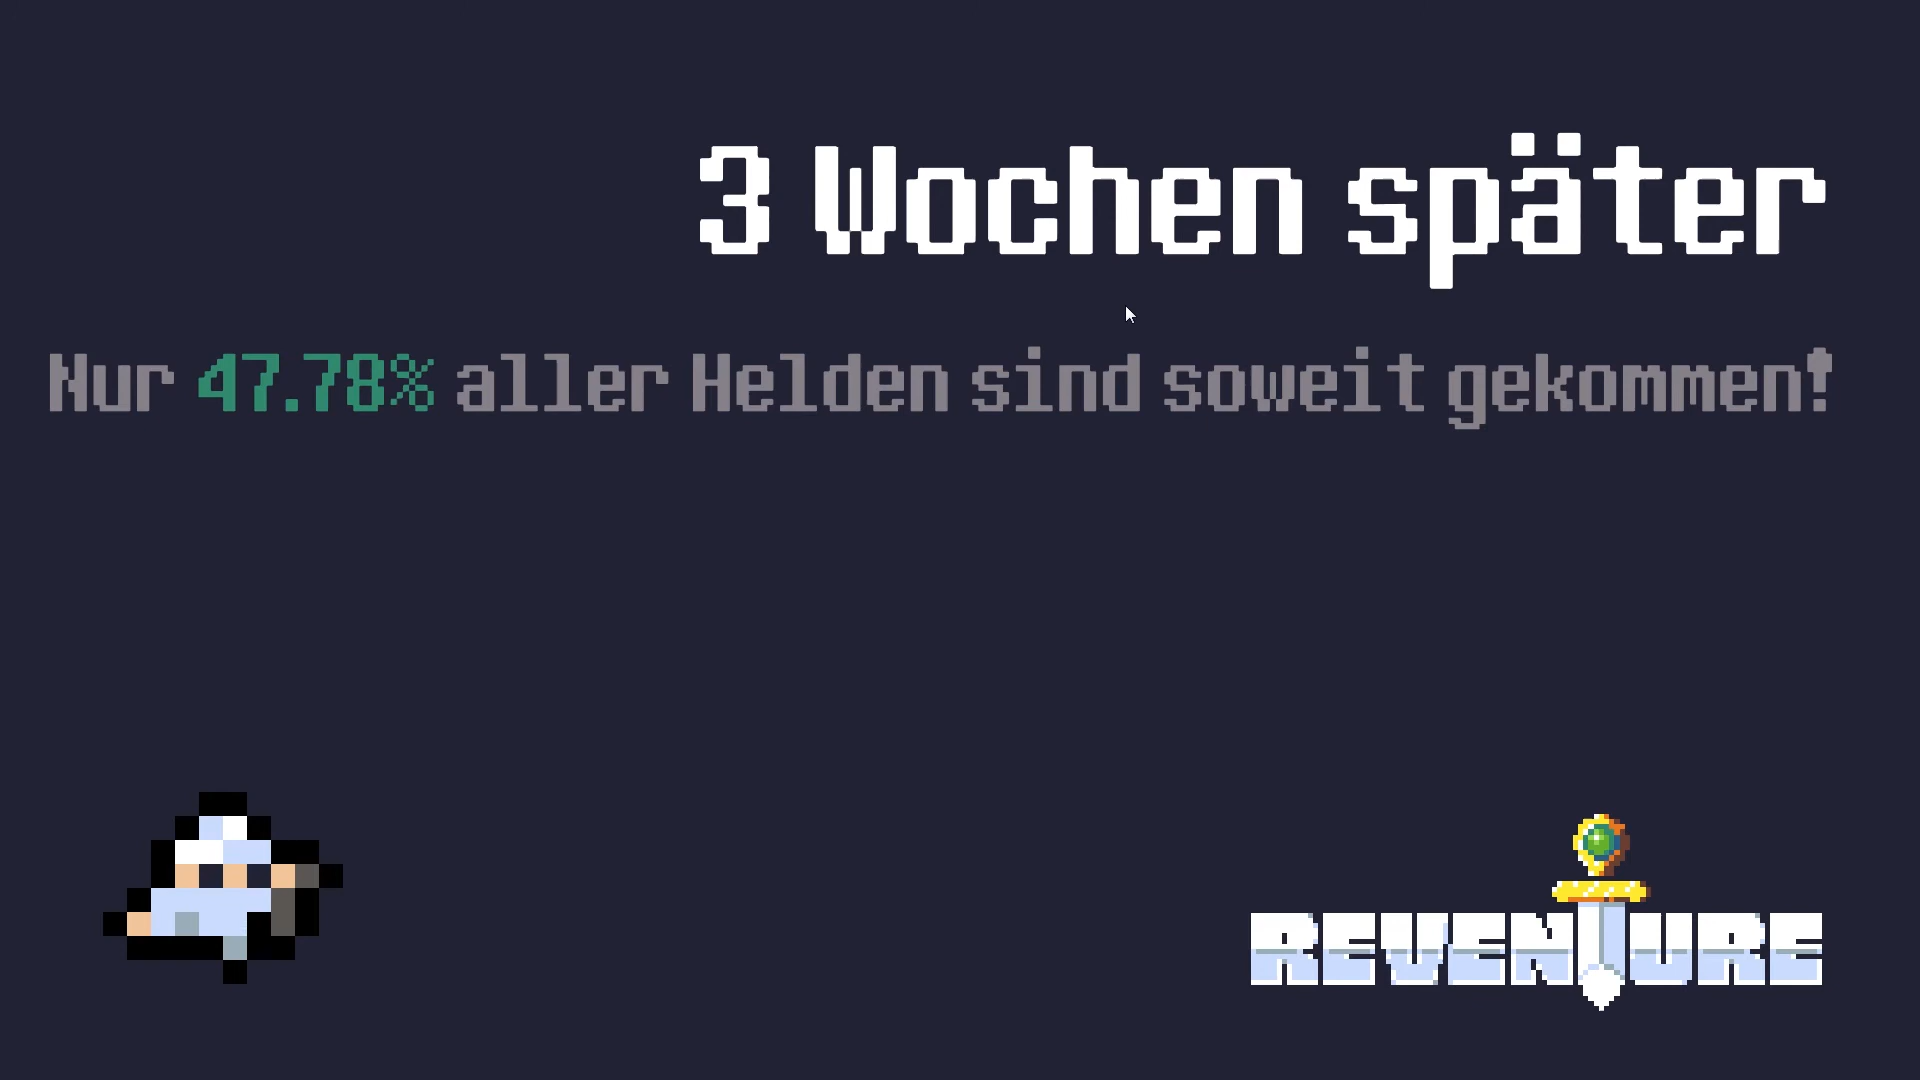 3 Wochen später
Nur 47.78% aller Helden sind soweit gekommen!
REVENTURE